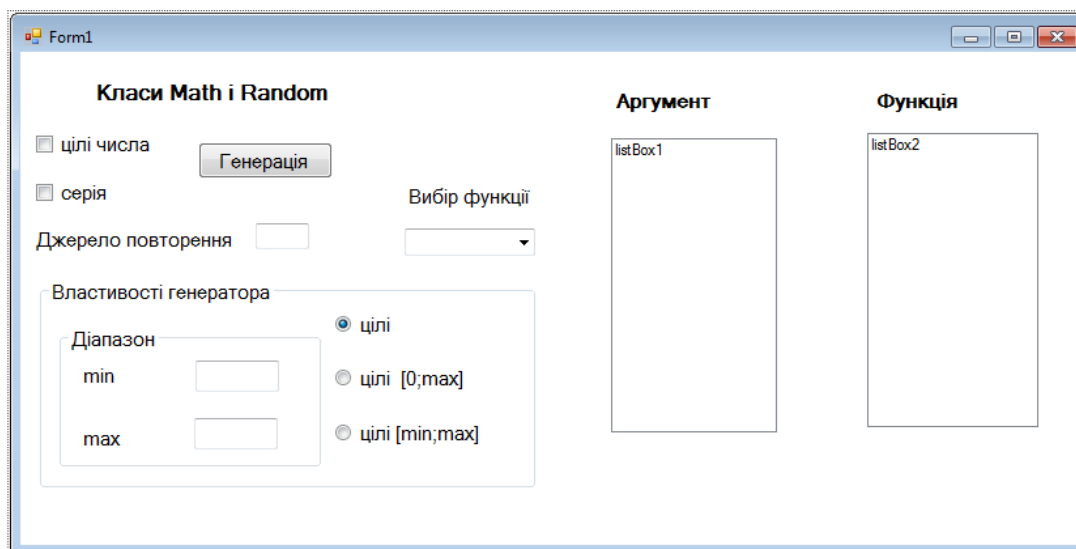 Form1
Класи Math і Random
Аргумент
Функція
цілі числа
Генерація
listBox1
listBox2
серія
Вибір функції
Джерело повторення
Властивості генератора
Діапазон
цілі
min
цілі [0;max]
max
цілі [min;max]